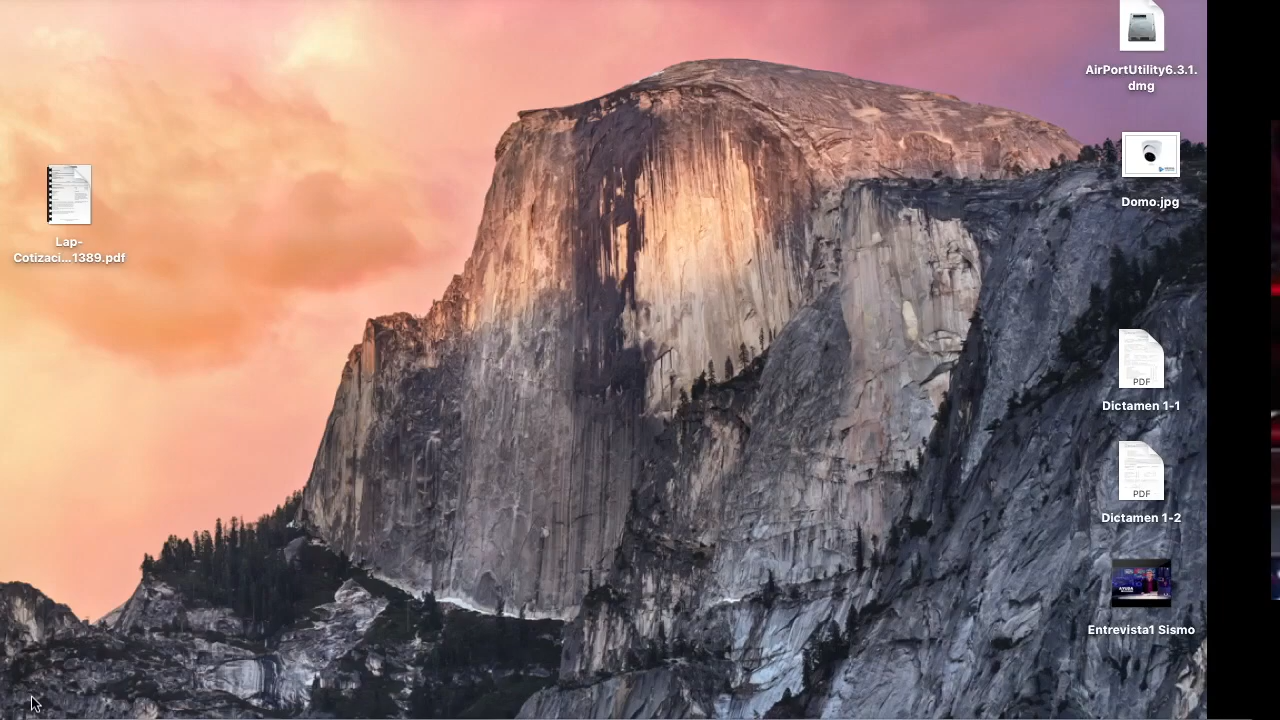 AirPortUtility6.3.1.
dmg
Domo.jpg
Lap-
Cotizaci...1389.pdf
PDF
Dictamen 1-1
PDF
Dictamen 1-2
AYUDA
Entrevista1 Sismo